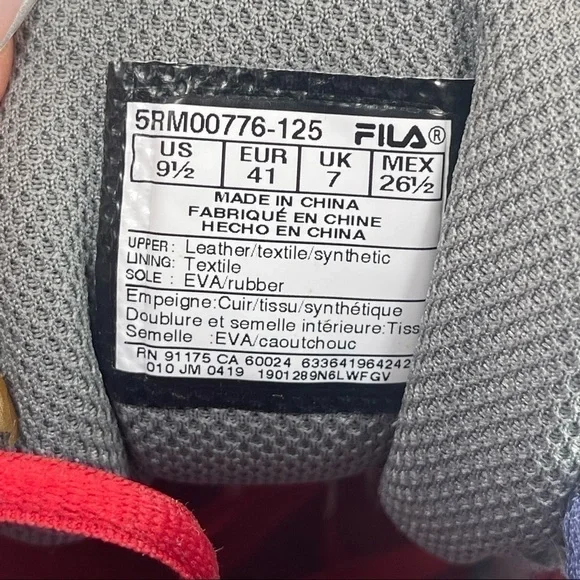 5RM00776-125 FILA®
US EUR UK MEX
9½ 41 7 26½
MADE IN CHINA
FABRIQUÉ EN CHINE
HECHO EN CHINA
UPPER: Leather/textile/synthetic
LINING: Textile
SOLE: EVA/rubber
Empeigne:Cuir/tissu/synthétique
Doublure et semelle intérieure:Tiss
Semelle :EVA/caoutchouc
RN 91175 CA 60024 633641964242
010 JM 0419 1901289N6LWFGV